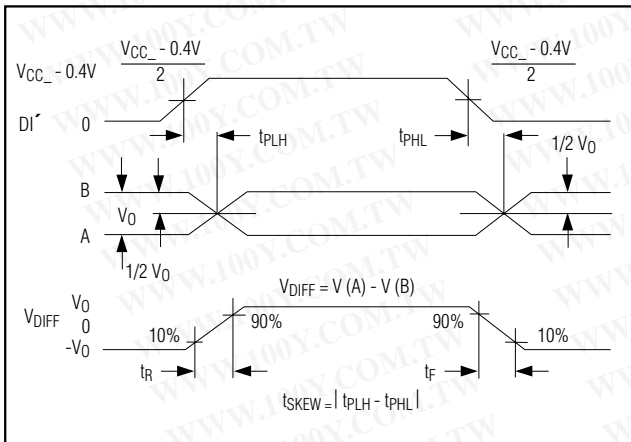 VCC_ - 0.4V
VCC_ - 0.4V
2
VCC_ - 0.4V
2
DI´
0
tPLH
tPHL
1/2 VO
B
VO
A
1/2 VO
VDIFF = V (A) - V (B)
VDIFF
VO
0
-VO
10%
90%
90%
10%
tR
tF
tSKEW = | tPLH - tPHL |
WWW.100Y.COM.TW